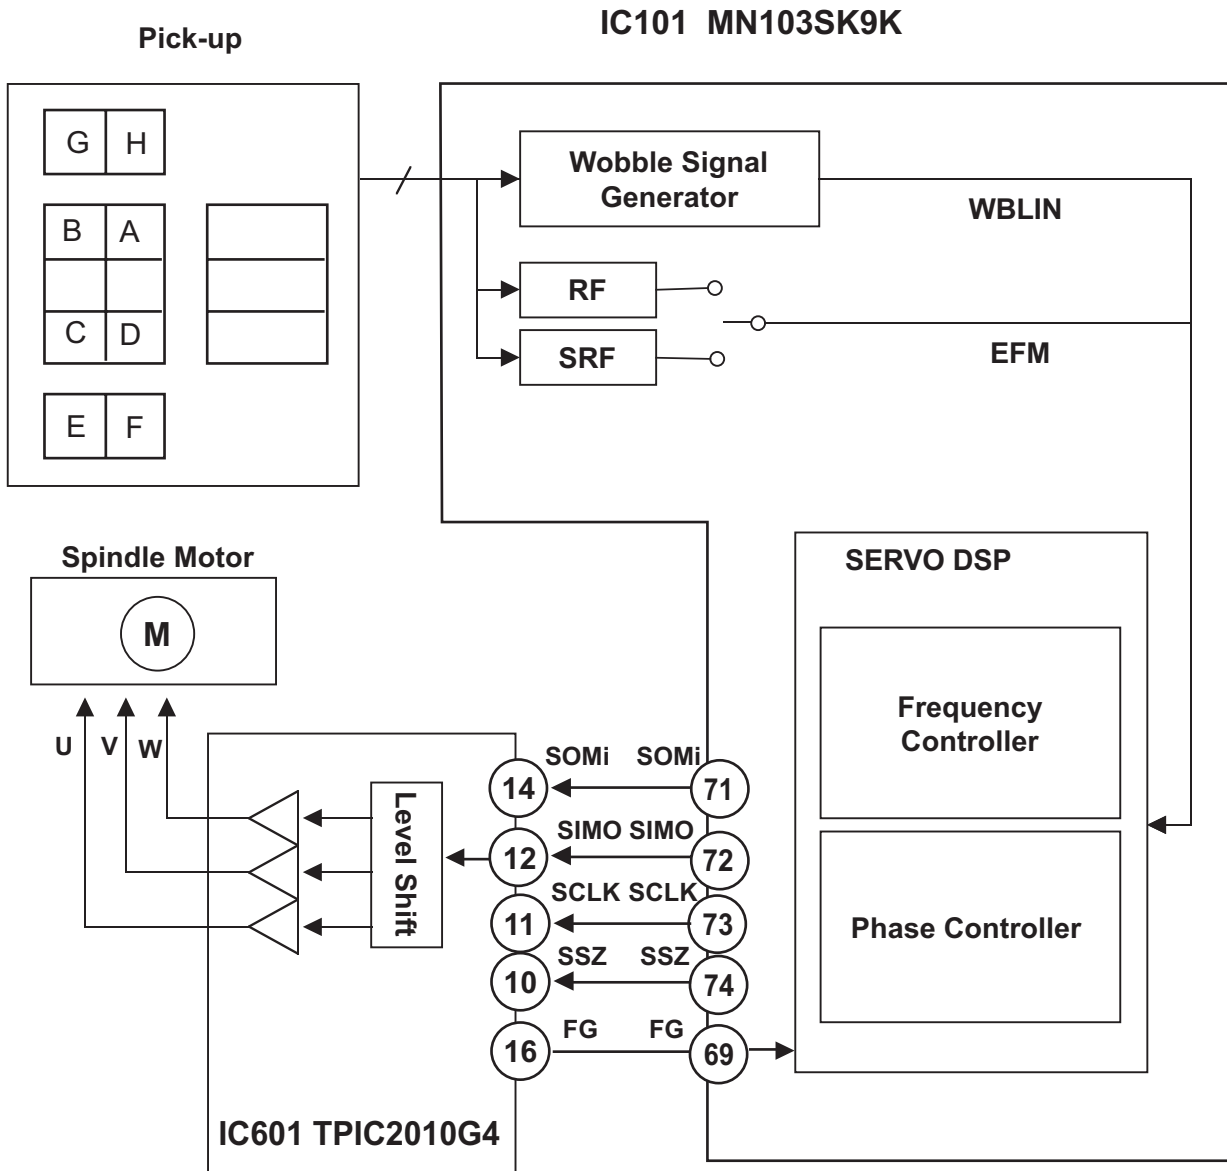 IC101 MN103SK9K
Pick-up
G H
B A
C D
E F
Wobble Signal
Generator
WBLIN
RF
SRF
EFM
Spindle Motor
M
U V W
SERVO DSP
Frequency
Controller
Phase Controller
Level Shift
14 SOMi SOMi 71
12 SIMO SIMO 72
11 SCLK SCLK 73
10 SSZ SSZ 74
16 FG FG 69
IC601 TPIC2010G4